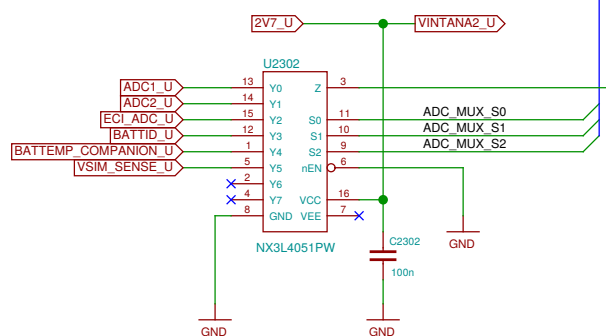 2V7_U VINTANA2_U
U2302
ADC1_U 13 Y0 Z 3
ADC2_U 14 Y1
ECI_ADC_U 15 Y2 S0 11 ADC_MUX_S0
BATTID_U 12 Y3 S1 10 ADC_MUX_S1
BATTEMP_COMPANION_U 1 Y4 S2 9 ADC_MUX_S2
VSIM_SENSE_U 5 Y5 nEN 6
2 Y6
4 Y7 VCC 16
8 GND VEE 7
NX3L4051PW
C2302
100n
GND
GND
GND